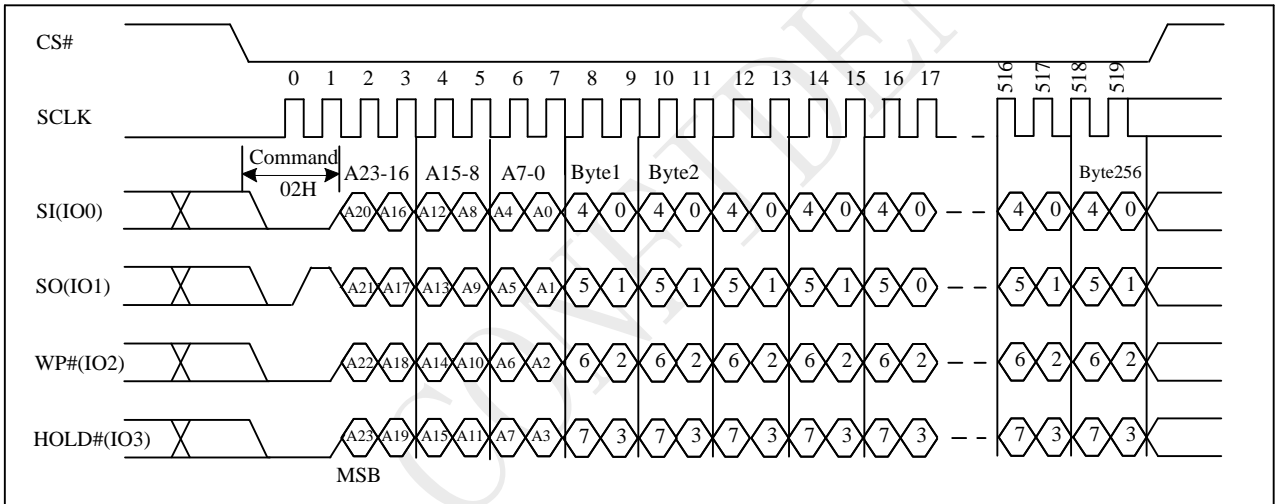 CS#
0 1 2 3 4 5 6 7 8 9 10 11 12 13 14 15 16 17 516 517 518 519
SCLK
Command
02H
A23-16 A15-8 A7-0 Byte1 Byte2 Byte256
SI(IO0) A20 A16 A12 A8 A4 A0 4 0 4 0 4 0 4 0 4 0 4 0 4 0
SO(IO1) A21 A17 A13 A9 A5 A1 5 1 5 1 5 1 5 1 5 0 5 1 5 1
WP#(IO2) A22 A18 A14 A10 A6 A2 6 2 6 2 6 2 6 2 6 2 6 2 6 2
HOLD#(IO3) A23 A19 A15 A11 A7 A3 7 3 7 3 7 3 7 3 7 3 7 3 7 3
MSB
CONFIDE